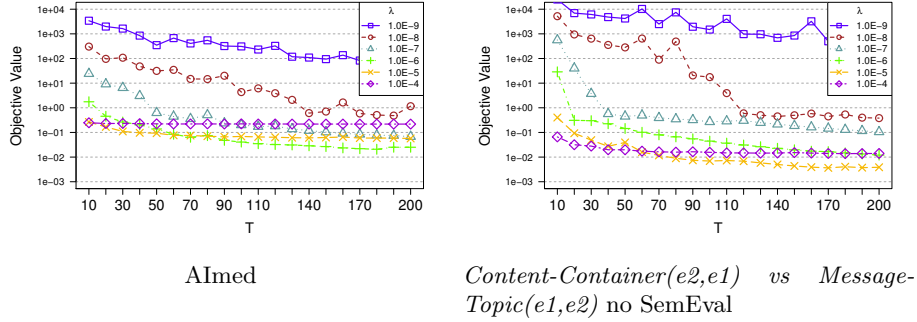 1e+04
1e+03
1e+02
1e+01
1e+00
1e−01
1e−02
1e−03
Objective Value
λ
1.0E−9
1.0E−8
1.0E−7
1.0E−6
1.0E−5
1.0E−4
10 30 50 70 90 110 140 170 200
T
AImed
1e+04
1e+03
1e+02
1e+01
1e+00
1e−01
1e−02
1e−03
Objective Value
λ
1.0E−9
1.0E−8
1.0E−7
1.0E−6
1.0E−5
1.0E−4
10 30 50 70 90 110 140 170 200
T
Content-Container(e2,e1) vs Message-
Topic(e1,e2) no SemEval